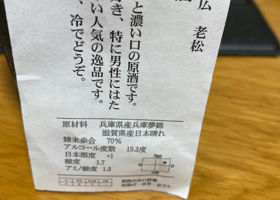 広 老松
と濃い口の原酒です。
好き、特に男性にはた
い人気の逸品です。
、冷でどうぞ。
原材料 兵庫県産兵庫夢錦
滋賀県産日本晴れ
精米歩合 70%
アルコール度数 19.3度
日本酒度 +1
酸度 1.7
アミノ酸度 1.3